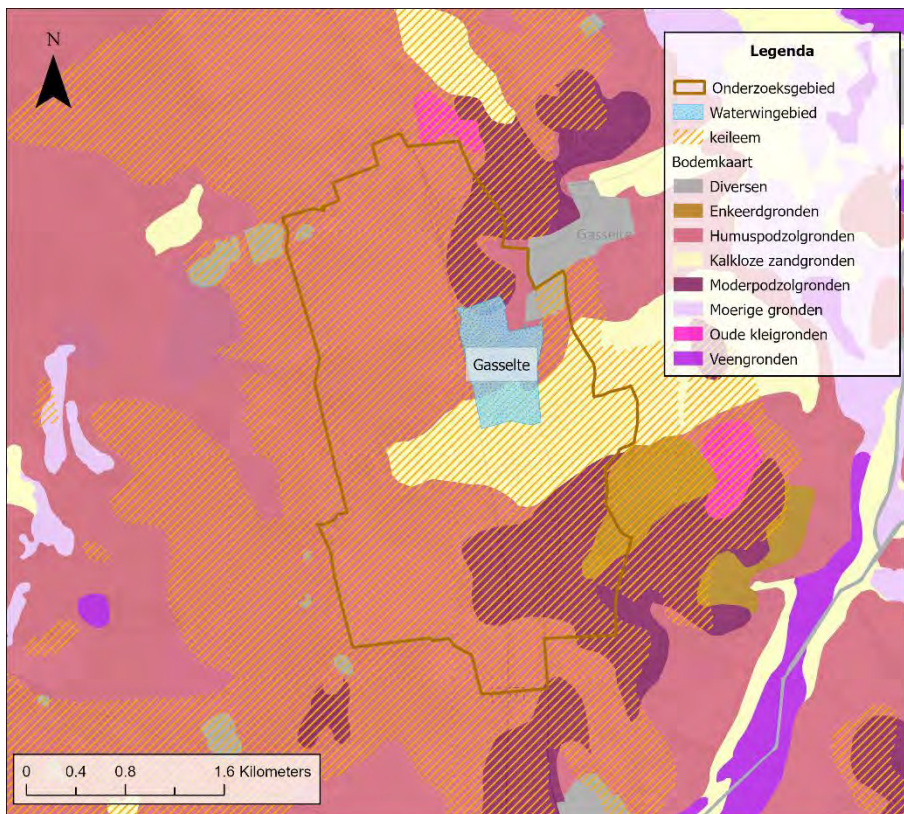 N
Legenda
Onderzoeksgebied
Waterwingebied
keileem
Bodemkaart
Diversen
Enkeerdgronden
Humuspodzolgronden
Kalkloze zandgronden
Moderpodzolgronden
Moerige gronden
Oude kleigronden
Veengronden
Gasselte
Gasselte
0 0.4 0.8 1.6 Kilometers